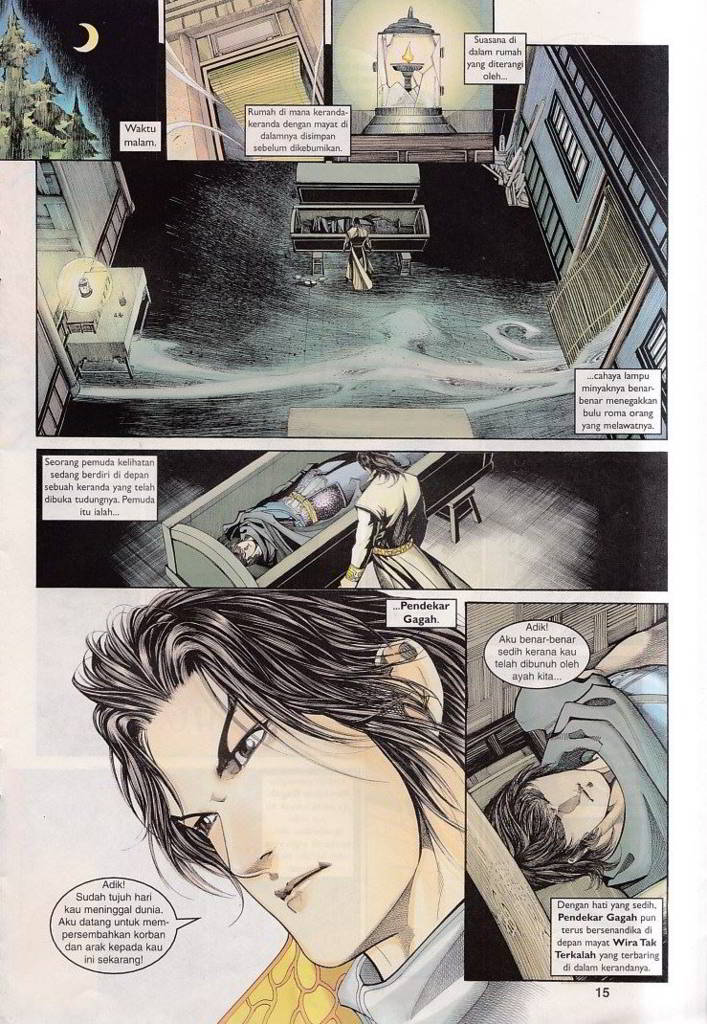 Waktu
malam.
Rumah di mana keranda-
keranda dengan mayat di
dalamnya disimpan
sebelum dikebumikan.
Suasana di
dalam rumah
yang diterangi
oleh...
...cahaya lampu
minyaknya benar-
benar menegakkan
bulu roma orang
yang melawatnya.
Seorang pemuda kelihatan
sedang berdiri di depan
sebuah keranda yang telah
dibuka tudungnya. Pemuda
itu ialah...
...Pendekar
Gagah.
Adik!
Sudah tujuh hari
kau meninggal dunia.
Aku datang untuk mem-
persembahkan korban
dan arak kepada kau
ini sekarang!
Adik!
Aku benar-benar
sedih kerana kau
telah dibunuh oleh
ayah kita...
Dengan hati yang sedih,
Pendekar Gagah pun
terus bersenandika di
depan mayat Wira Tak
Terkalah yang terbaring
di dalam kerandanya.
15